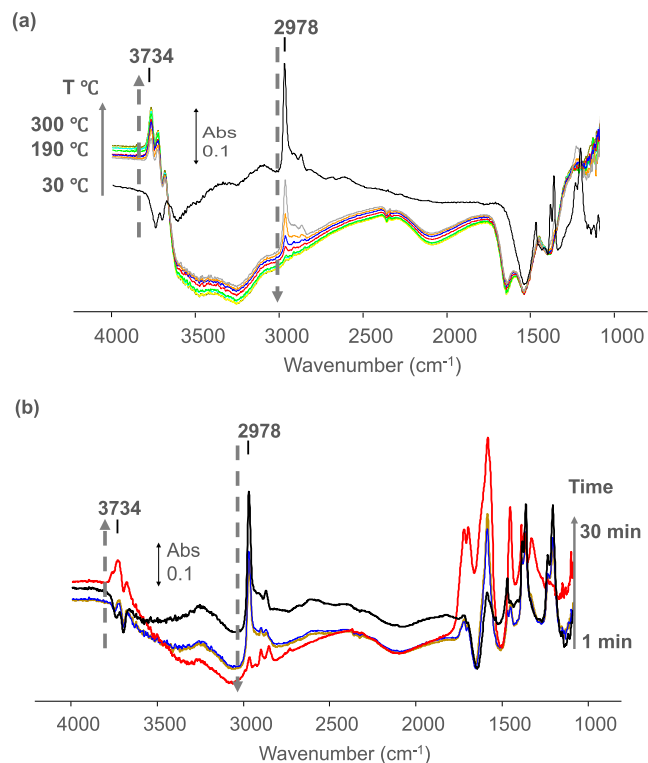 (a)
2978
3734
T ℃
300 ℃
190 ℃
30 ℃
Abs
0.1
4000 3500 3000 2500 2000 1500 1000
Wavenumber (cm-1)
(b)
2978
3734
Time
30 min
Abs
0.1
1 min
4000 3500 3000 2500 2000 1500 1000
Wavenumber (cm-1)